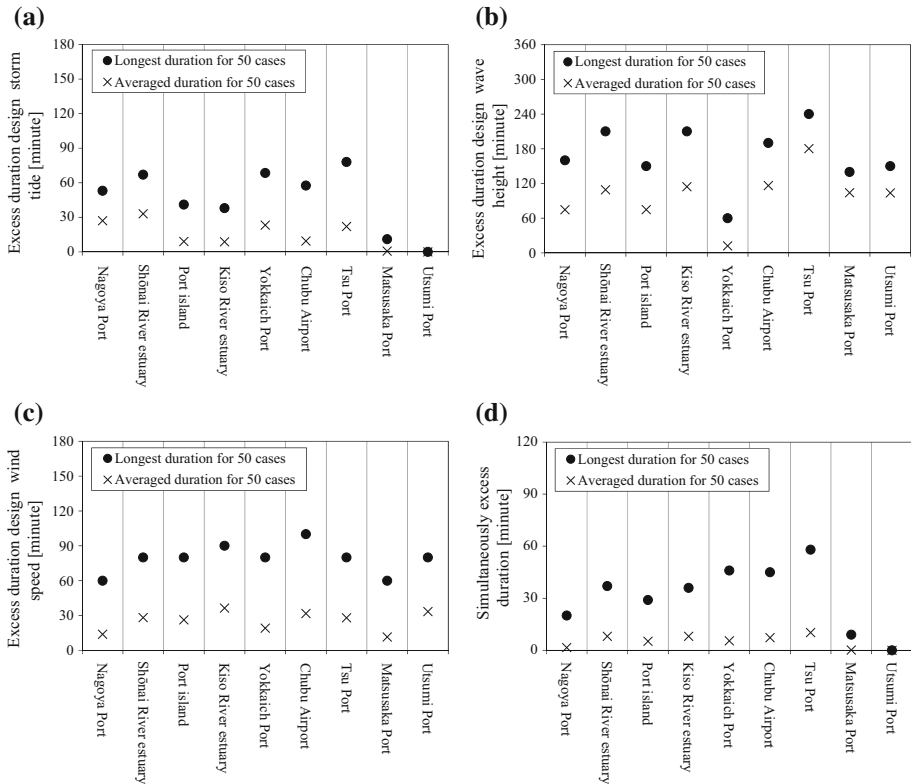 (a)
Excess duration design storm
tide [minute]
180
150
120
90
60
30
0
Longest duration for 50 cases
Averaged duration for 50 cases
Nagoya Port
Shōnai River estuary
Port island
Kiso River estuary
Yokkaich Port
Chubu Airport
Tsu Port
Matsusaka Port
Utsumi Port
(b)
Excess duration design wave
height [minute]
360
300
240
180
120
60
0
Longest duration for 50 cases
Averaged duration for 50 cases
Nagoya Port
Shōnai River estuary
Port island
Kiso River estuary
Yokkaich Port
Chubu Airport
Tsu Port
Matsusaka Port
Utsumi Port
(c)
Excess duration design wind
speed [minute]
180
150
120
90
60
30
0
Longest duration for 50 cases
Averaged duration for 50 cases
Nagoya Port
Shōnai River estuary
Port island
Kiso River estuary
Yokkaich Port
Chubu Airport
Tsu Port
Matsusaka Port
Utsumi Port
(d)
Simultaneously excess
duration [minute]
120
90
60
30
0
Longest duration for 50 cases
Averaged duration for 50 cases
Nagoya Port
Shōnai River estuary
Port island
Kiso River estuary
Yokkaich Port
Chubu Airport
Tsu Port
Matsusaka Port
Utsumi Port